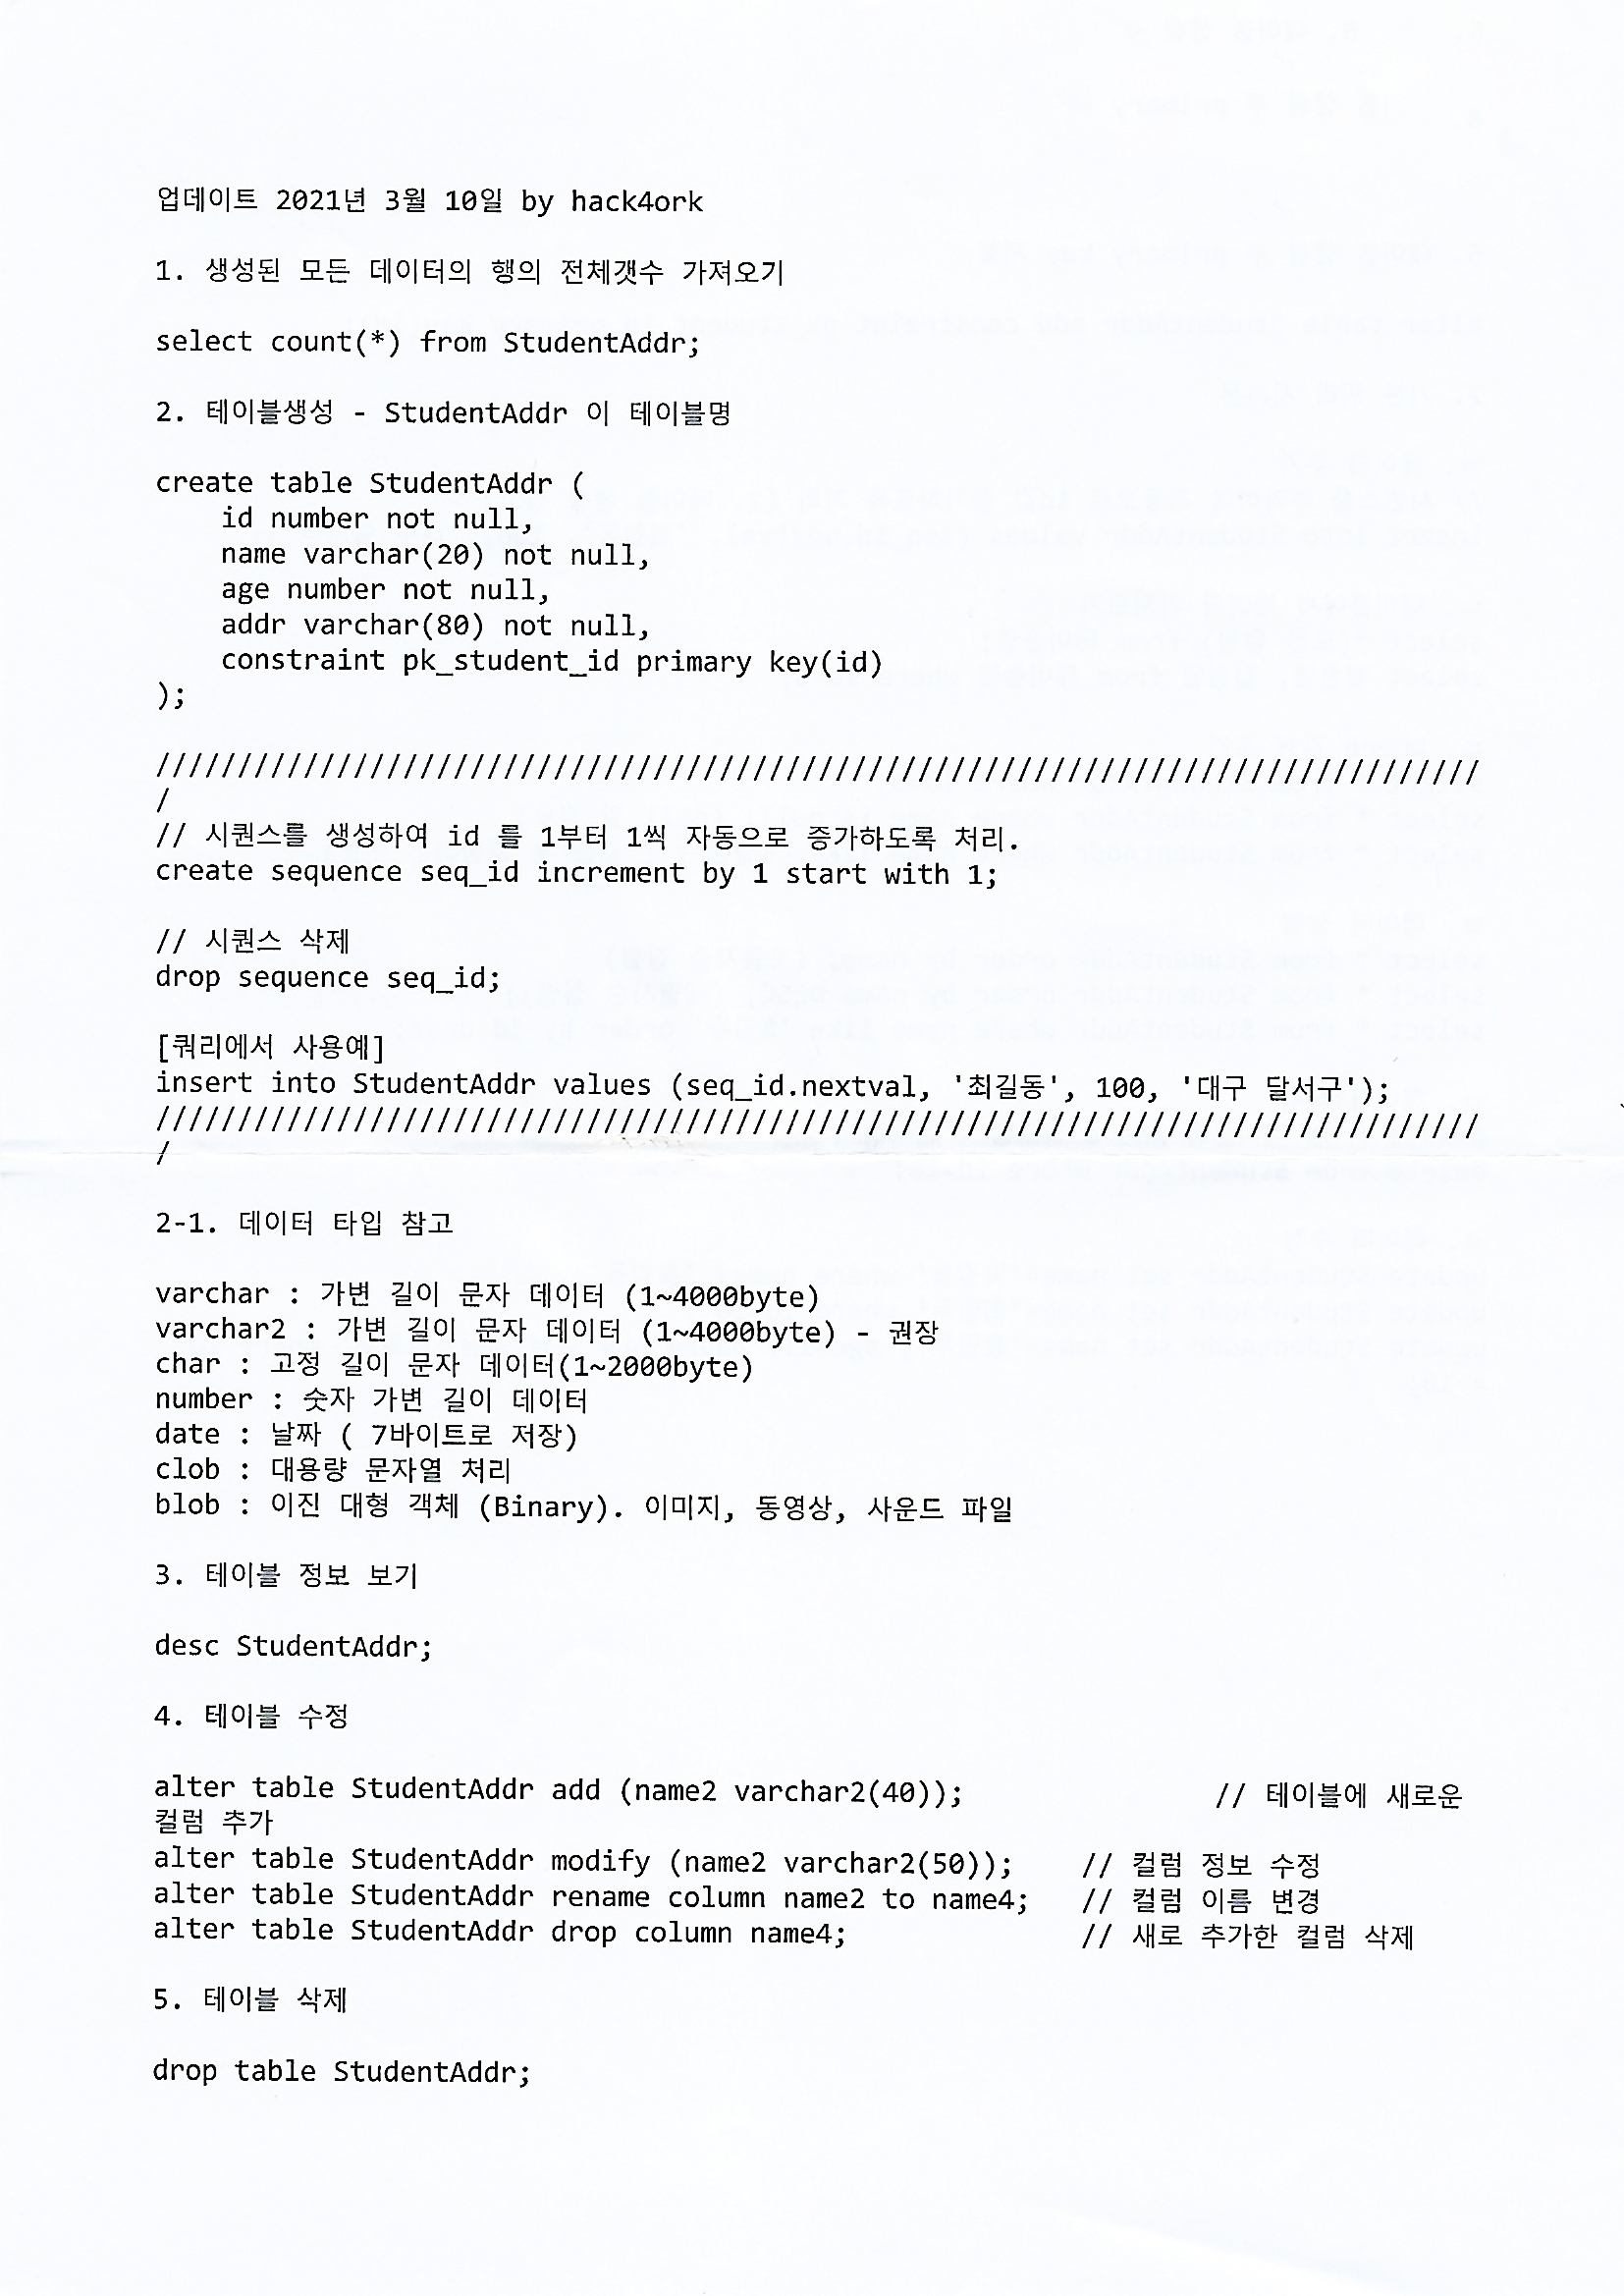 업데이트 2021년 3월 10일 by hack4ork
1. 생성된 모든 데이터의 행의 전체갯수 가져오기
select count(*) from StudentAddr;
2. 테이블생성 - StudentAddr 이 테이블명
create table StudentAddr (
    id number not null,
    name varchar(20) not null,
    age number not null,
    addr varchar(80) not null,
    constraint pk_student_id primary key(id)
);
////////////////////////////////////////////////////////////////////////////////
/
// 시퀀스를 생성하여 id 를 1부터 1씩 자동으로 증가하도록 처리.
create sequence seq_id increment by 1 start with 1;
// 시퀀스 삭제
drop sequence seq_id;
[쿼리에서 사용예]
insert into StudentAddr values (seq_id.nextval, '최길동', 100, '대구 달서구');
////////////////////////////////////////////////////////////////////////////////
/
2-1. 데이터 타입 참고
varchar : 가변 길이 문자 데이터 (1~4000byte)
varchar2 : 가변 길이 문자 데이터 (1~4000byte) - 권장
char : 고정 길이 문자 데이터(1~2000byte)
number : 숫자 가변 길이 데이터
date : 날짜 ( 7바이트로 저장)
clob : 대용량 문자열 처리
blob : 이진 대형 객체 (Binary). 이미지, 동영상, 사운드 파일
3. 테이블 정보 보기
desc StudentAddr;
4. 테이블 수정
alter table StudentAddr add (name2 varchar2(40)); // 테이블에 새로운
컬럼 추가
alter table StudentAddr modify (name2 varchar2(50)); // 컬럼 정보 수정
alter table StudentAddr rename column name2 to name4; // 컬럼 이름 변경
alter table StudentAddr drop column name4; // 새로 추가한 컬럼 삭제
5. 테이블 삭제
drop table StudentAddr;